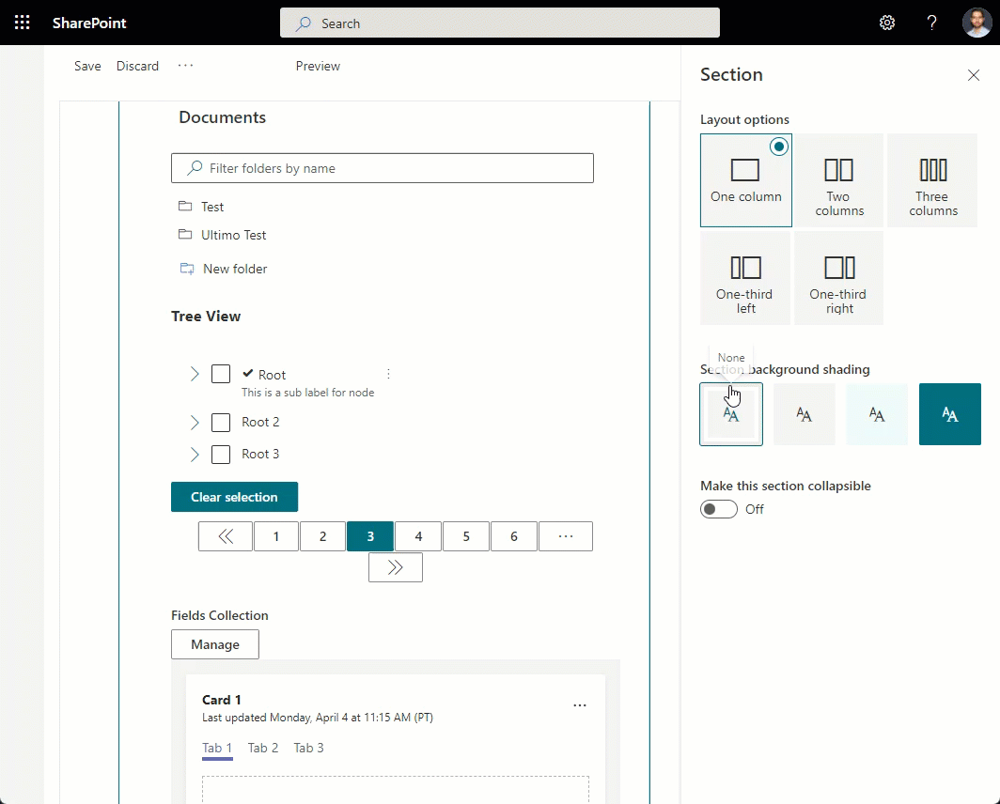 SharePoint
Search
?
Save
Discard
···
Preview
Documents
Filter folders by name
Test
Ultimo Test
New folder
Tree View
Root
This is a sub label for node
Root 2
Root 3
Clear selection
1
2
3
4
5
6
···
Fields Collection
Manage
Card 1
···
Last updated Monday, April 4 at 11:15 AM (PT)
Tab 1
Tab 2
Tab 3
Section
Layout options
One column
Two
columns
Three
columns
One-third
left
One-third
right
None
Section background shading
AA
AA
AA
AA
Make this section collapsible
Off